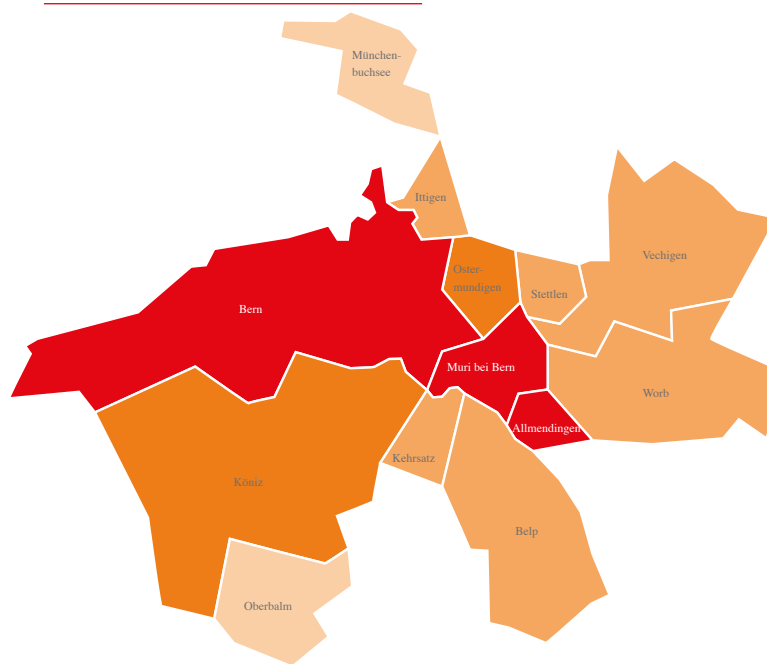 München-
buchsee
Ittigen
Oster-
mundigen
Stettlen
Vechigen
Bern
Muri bei Bern
Worb
Allmendingen
Kehrsatz
Köniz
Belp
Oberbalm